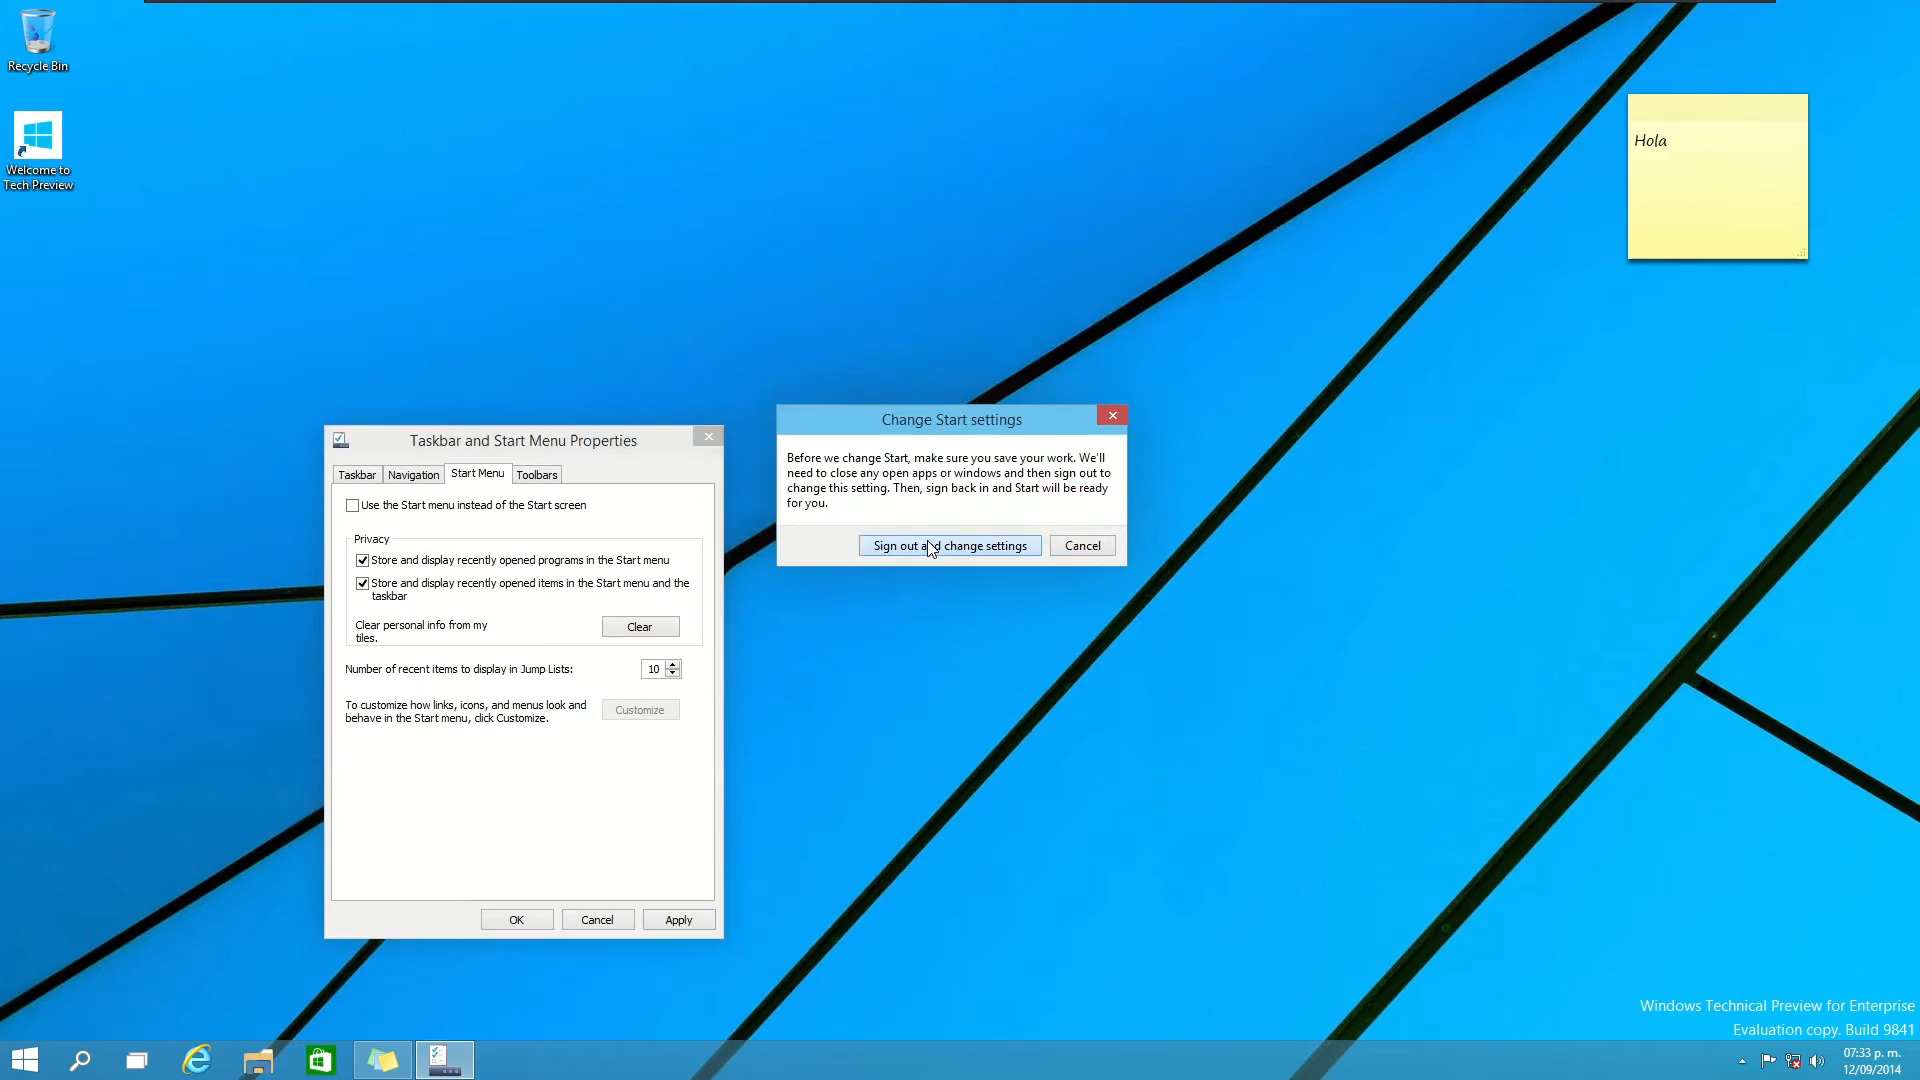 Recycle Bin
Welcome to
Tech Preview
Hola
Change Start settings
Before we change Start, make sure you save your work. We'll
need to close any open apps or windows and then sign out to
change this setting. Then, sign back in and Start will be ready
for you.
Sign out and change settings
Cancel
Taskbar and Start Menu Properties
Taskbar
Navigation
Start Menu
Toolbars
Use the Start menu instead of the Start screen
Privacy
Store and display recently opened programs in the Start menu
Store and display recently opened items in the Start menu and the
taskbar
Clear personal info from my
tiles.
Clear
Number of recent items to display in Jump Lists:
10
To customize how links, icons, and menus look and
behave in the Start menu, click Customize.
Customize
OK
Cancel
Apply
Windows Technical Preview for Enterprise
Evaluation copy. Build 9841
07:33 p. m.
12/09/2014